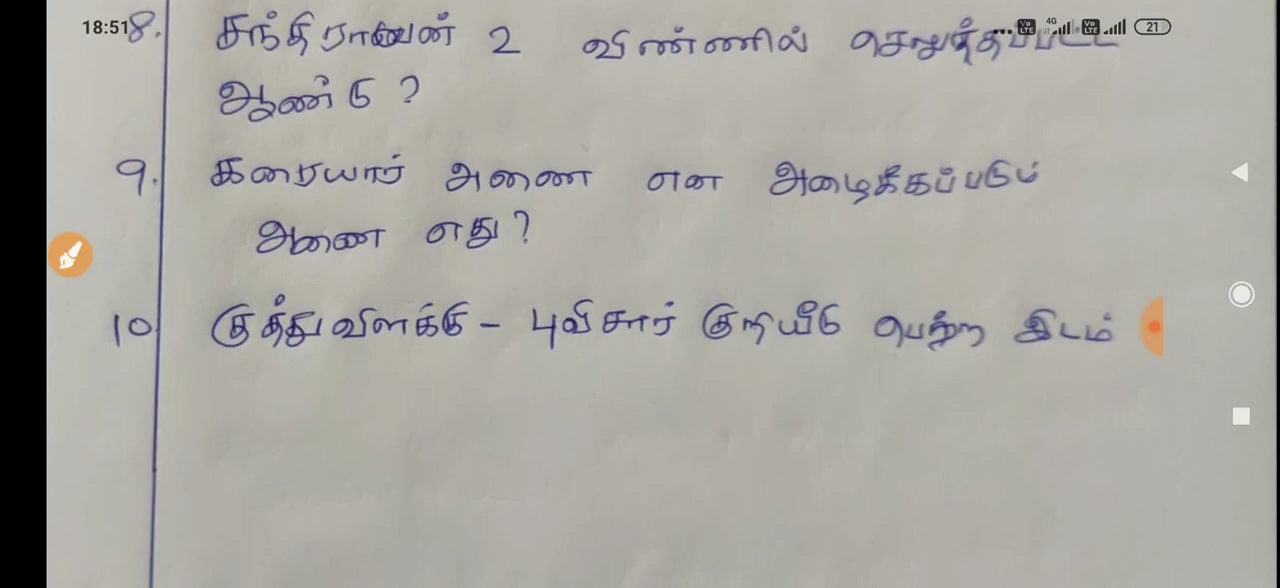 18:51 21
8. சந்திராயன் 2 விண்ணில் செலுத்தப்பட்ட
ஆண்டு ?
9. காரையார் அணை என அழைக்கப்படும்
அணை எது ?
10 குத்துவிளக்கு - புவிசார் குறியீடு பெற்ற இடம்